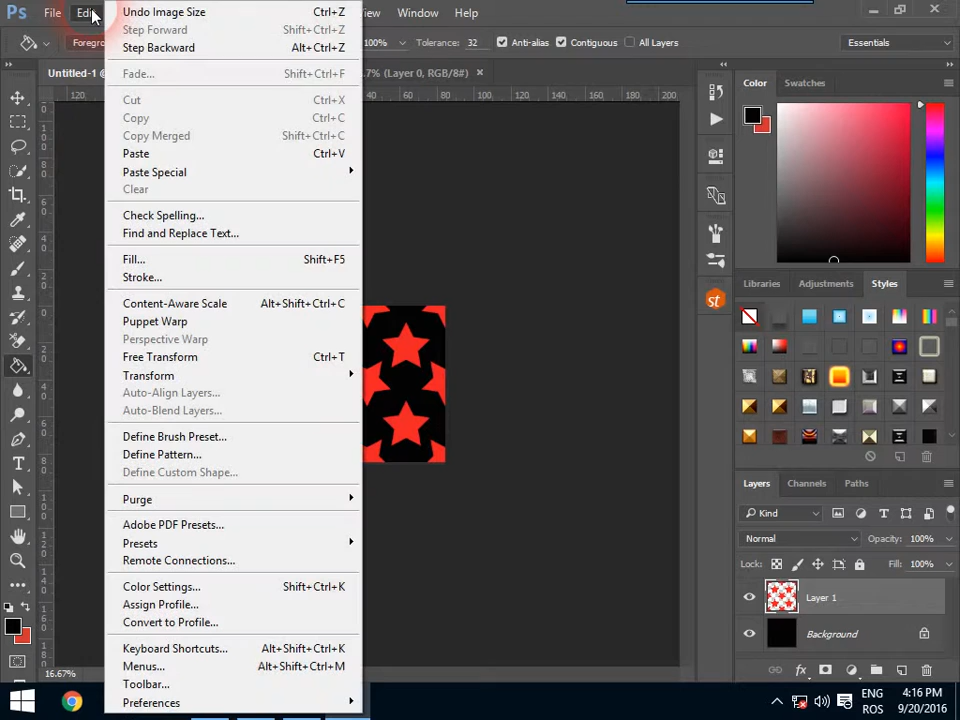 Ps File Edit View Window Help
Undo Image Size Ctrl+Z
Step Forward Shift+Ctrl+Z
Step Backward Alt+Ctrl+Z
Fade... Shift+Ctrl+F
Cut Ctrl+X
Copy Ctrl+C
Copy Merged Shift+Ctrl+C
Paste Ctrl+V
Paste Special
Clear
Check Spelling...
Find and Replace Text...
Fill... Shift+F5
Stroke...
Content-Aware Scale Alt+Shift+Ctrl+C
Puppet Warp
Perspective Warp
Free Transform Ctrl+T
Transform
Auto-Align Layers...
Auto-Blend Layers...
Define Brush Preset...
Define Pattern...
Define Custom Shape...
Purge
Adobe PDF Presets...
Presets
Remote Connections...
Color Settings... Shift+Ctrl+K
Assign Profile...
Convert to Profile...
Keyboard Shortcuts... Alt+Shift+Ctrl+K
Menus... Alt+Shift+Ctrl+M
Toolbar...
Preferences
100% Tolerance: 32 Anti-alias Contiguous All Layers Essentials
Untitled-1 @ .7% (Layer 0, RGB/8#)
120 40 60 80 100 120 140 160 180 200
16.67%
Color Swatches
st
Libraries Adjustments Styles
Layers Channels Paths
Kind
Normal Opacity: 100%
Lock: Fill: 100%
Layer 1
Background
ENG 4:16 PM
ROS 9/20/2016